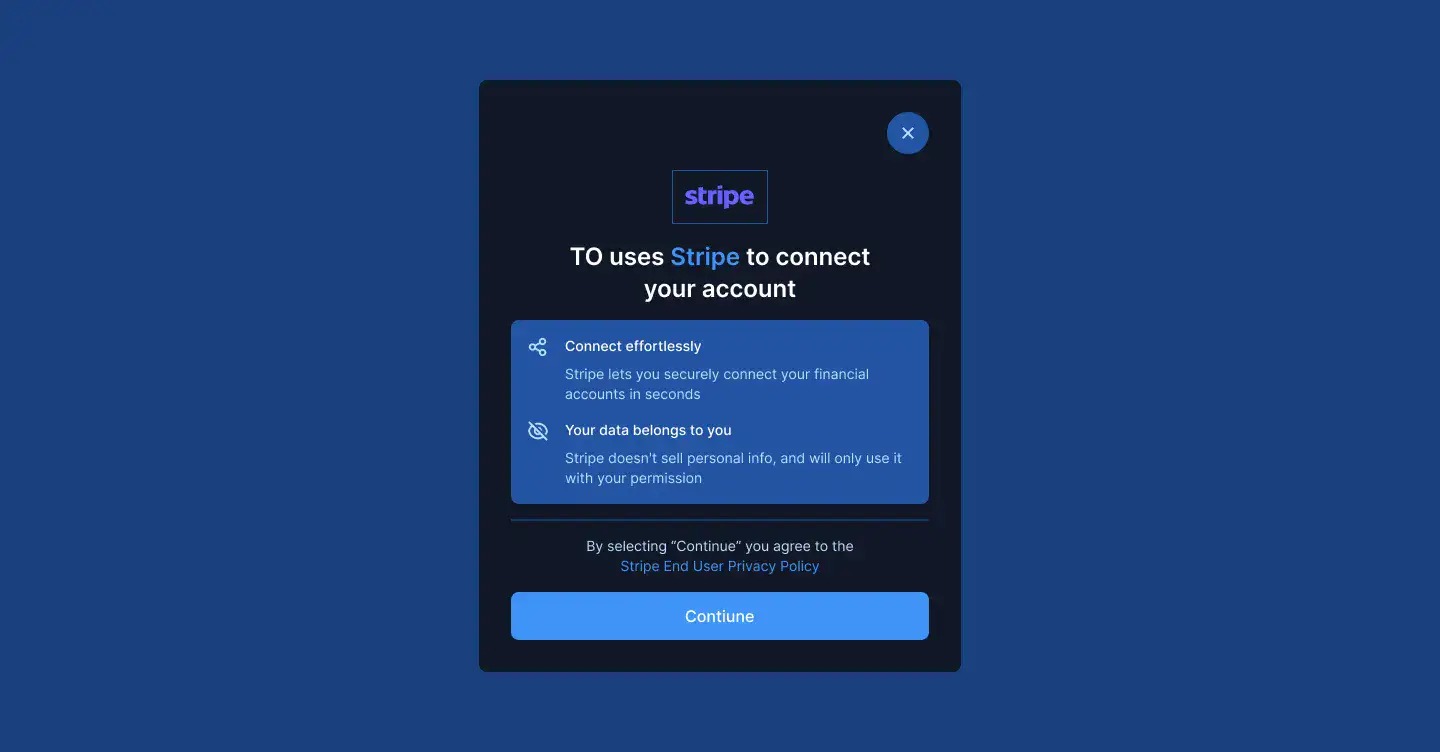 stripe
TO uses Stripe to connect
your account
Connect effortlessly
Stripe lets you securely connect your financial
accounts in seconds
Your data belongs to you
Stripe doesn't sell personal info, and will only use it
with your permission
By selecting “Continue” you agree to the
Stripe End User Privacy Policy
Contiune